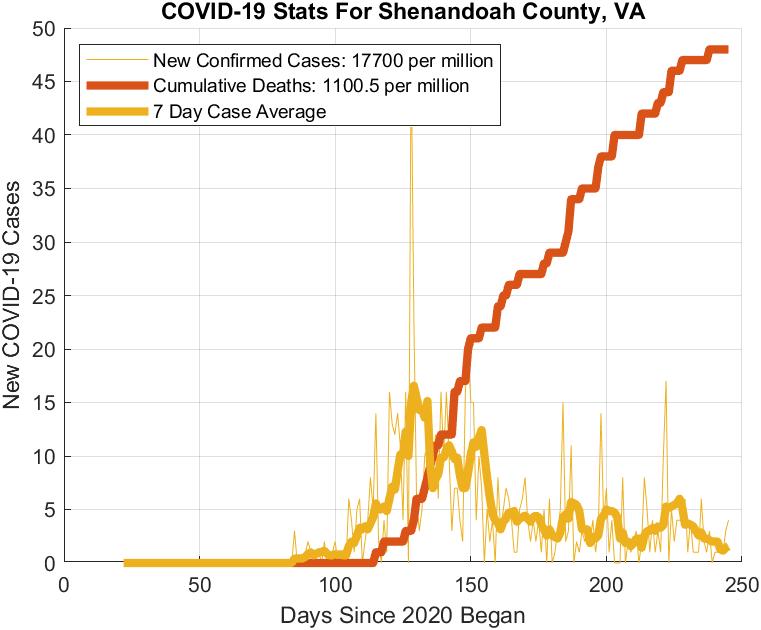 COVID-19 Stats For Shenandoah County, VA
50
New Confirmed Cases: 17700 per million
45
Cumulative Deaths: 1100.5 per million
7 Day Case Average
40
35
30
25
20
15
10
5
0
New COVID-19 Cases
0 50 100 150 200 250
Days Since 2020 Began